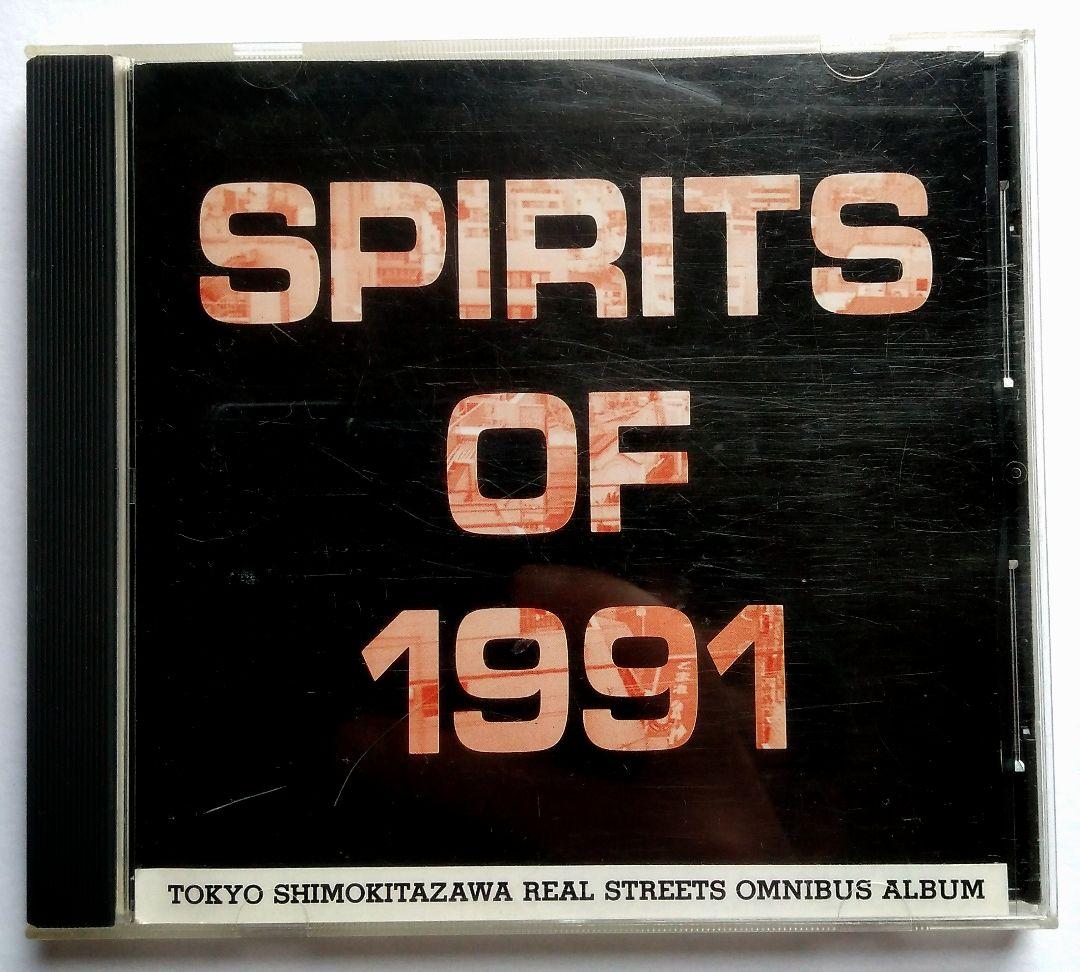 SPIRITS
OF
1991
TOKYO SHIMOKITAZAWA REAL STREETS OMNIBUS ALBUM